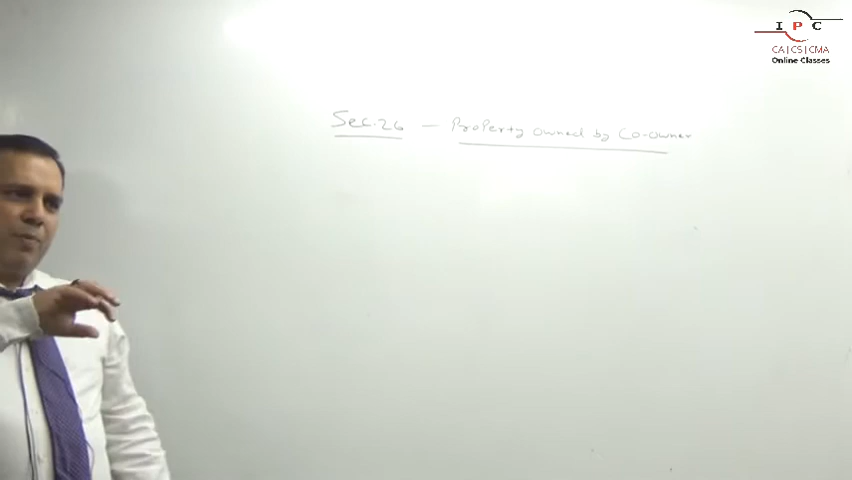 I P C
CA|CS|CMA
Online Classes
Sec.26 — Property owned by Co-owner